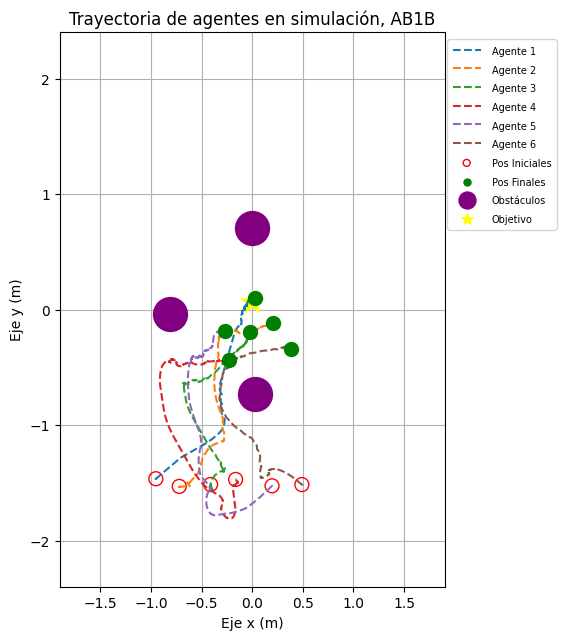 Trayectoria de agentes en simulación, AB1B
Agente 1
Agente 2
Agente 3
Agente 4
Agente 5
Agente 6
Pos Iniciales
Pos Finales
Obstáculos
Objetivo
Eje y (m)
2
1
0
−1
−2
−1.5
−1.0
−0.5
0.0
0.5
1.0
1.5
Eje x (m)